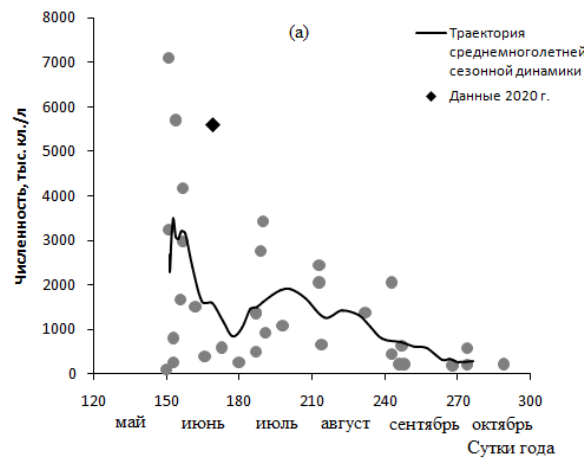 (а)
Траектория
среднемноголетней
сезонной динамики
Данные 2020 г.
Численность, тыс. кл./л
8000
7000
6000
5000
4000
3000
2000
1000
0
120 150 180 210 240 270 300
май июнь июль август сентябрь октябрь
Сутки года